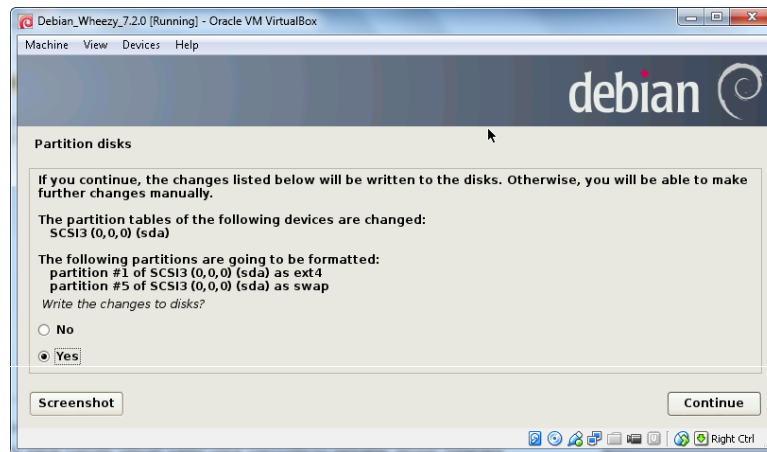 Debian_Wheezy_7.2.0 [Running] - Oracle VM VirtualBox
Machine View Devices Help
debian
Partition disks
If you continue, the changes listed below will be written to the disks. Otherwise, you will be able to make
further changes manually.
The partition tables of the following devices are changed:
SCSI3 (0,0,0) (sda)
The following partitions are going to be formatted:
partition #1 of SCSI3 (0,0,0) (sda) as ext4
partition #5 of SCSI3 (0,0,0) (sda) as swap
Write the changes to disks?
No
Yes
Screenshot Continue
Right Ctrl